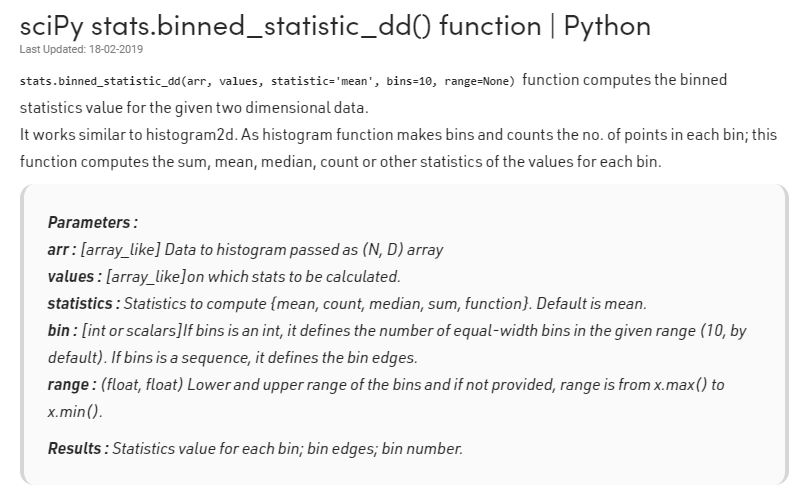 sciPy stats.binned_statistic_dd() function | Python
Last Updated: 18-02-2019
stats.binned_statistic_dd(arr, values, statistic='mean', bins=10, range=None) function computes the binned
statistics value for the given two dimensional data.
It works similar to histogram2d. As histogram function makes bins and counts the no. of points in each bin; this
function computes the sum, mean, median, count or other statistics of the values for each bin.
Parameters :
arr : [array_like] Data to histogram passed as (N, D) array
values : [array_like]on which stats to be calculated.
statistics : Statistics to compute {mean, count, median, sum, function}. Default is mean.
bin : [int or scalars]If bins is an int, it defines the number of equal-width bins in the given range (10, by
default). If bins is a sequence, it defines the bin edges.
range : (float, float) Lower and upper range of the bins and if not provided, range is from x.max() to
x.min().
Results : Statistics value for each bin; bin edges; bin number.